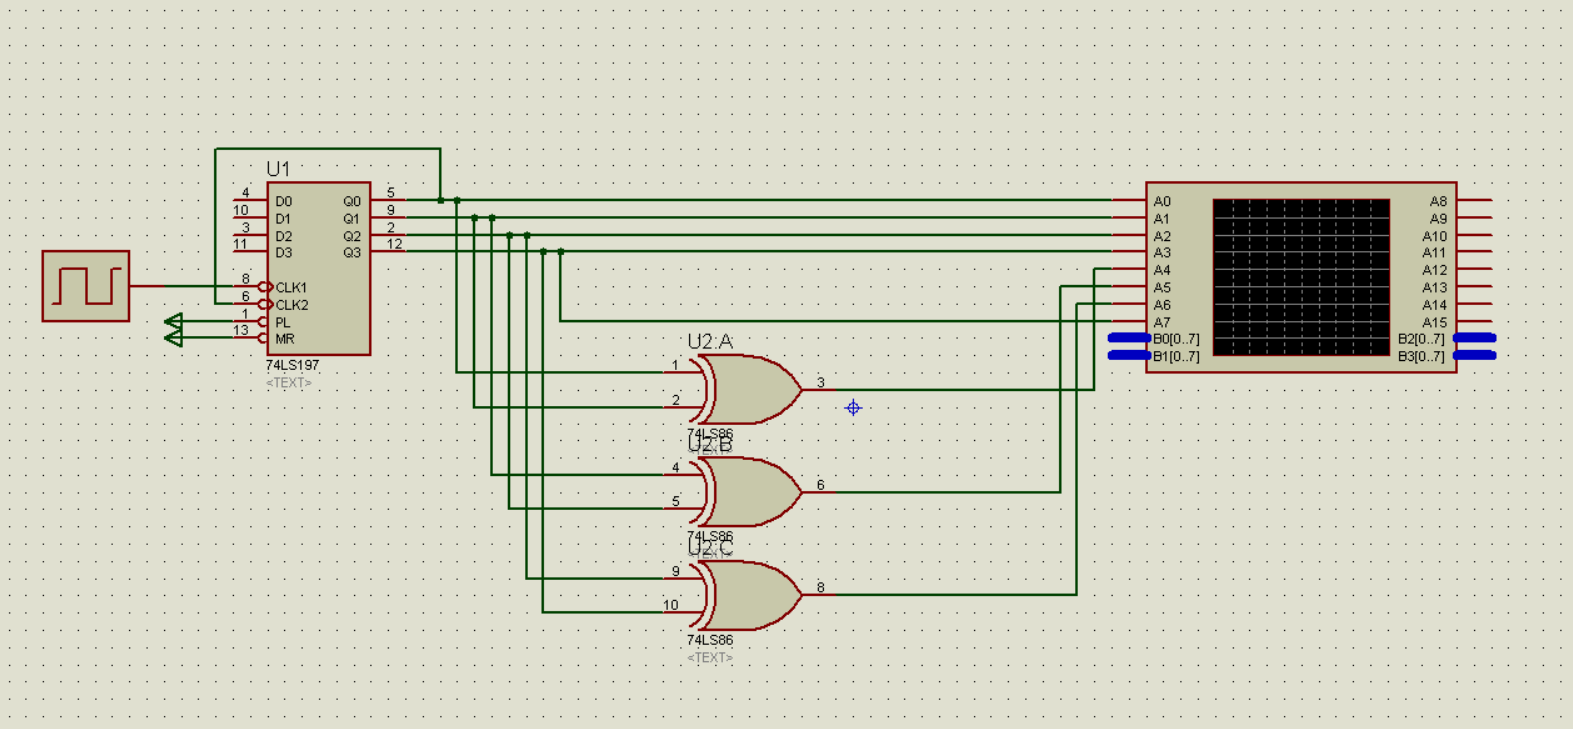 U1
4 D0 Q0 5
10 D1 Q1 9
3 D2 Q2 2
11 D3 Q3 12
8 CLK1
6 CLK2
1 PL
13 MR
74LS197
<TEXT>
A0 A8
A1 A9
A2 A10
A3 A11
A4 A12
A5 A13
A6 A14
A7 A15
B0[0..7] B2[0..7]
B1[0..7] B3[0..7]
U2:A
1
3
2
74LS86
<TEXT>
U2:B
4
6
5
74LS86
<TEXT>
U2:C
9
8
10
74LS86
<TEXT>